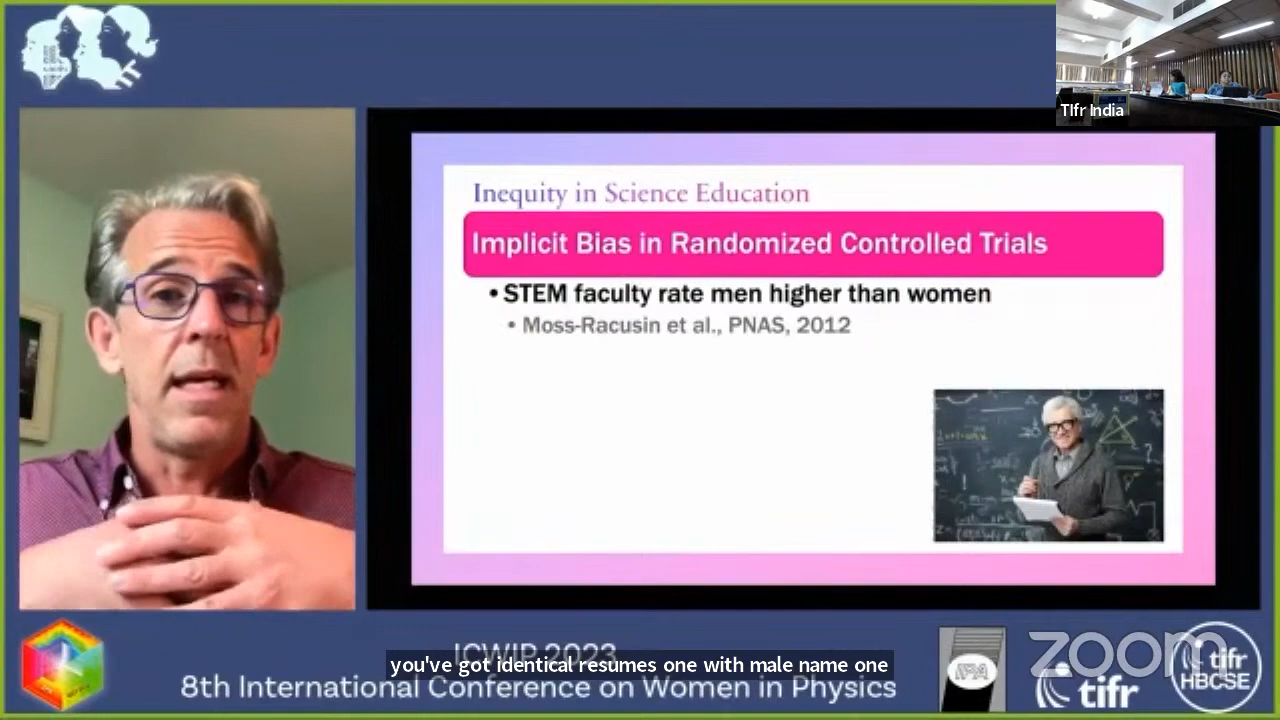 TIfr India
Inequity in Science Education
Implicit Bias in Randomized Controlled Trials
• STEM faculty rate men higher than women
• Moss-Racusin et al., PNAS, 2012
ICWIP 2023
you've got identical resumes one with male name one
8th International Conference on Women in Physics
IPA
tifr
zoom
tifr
HBCSE